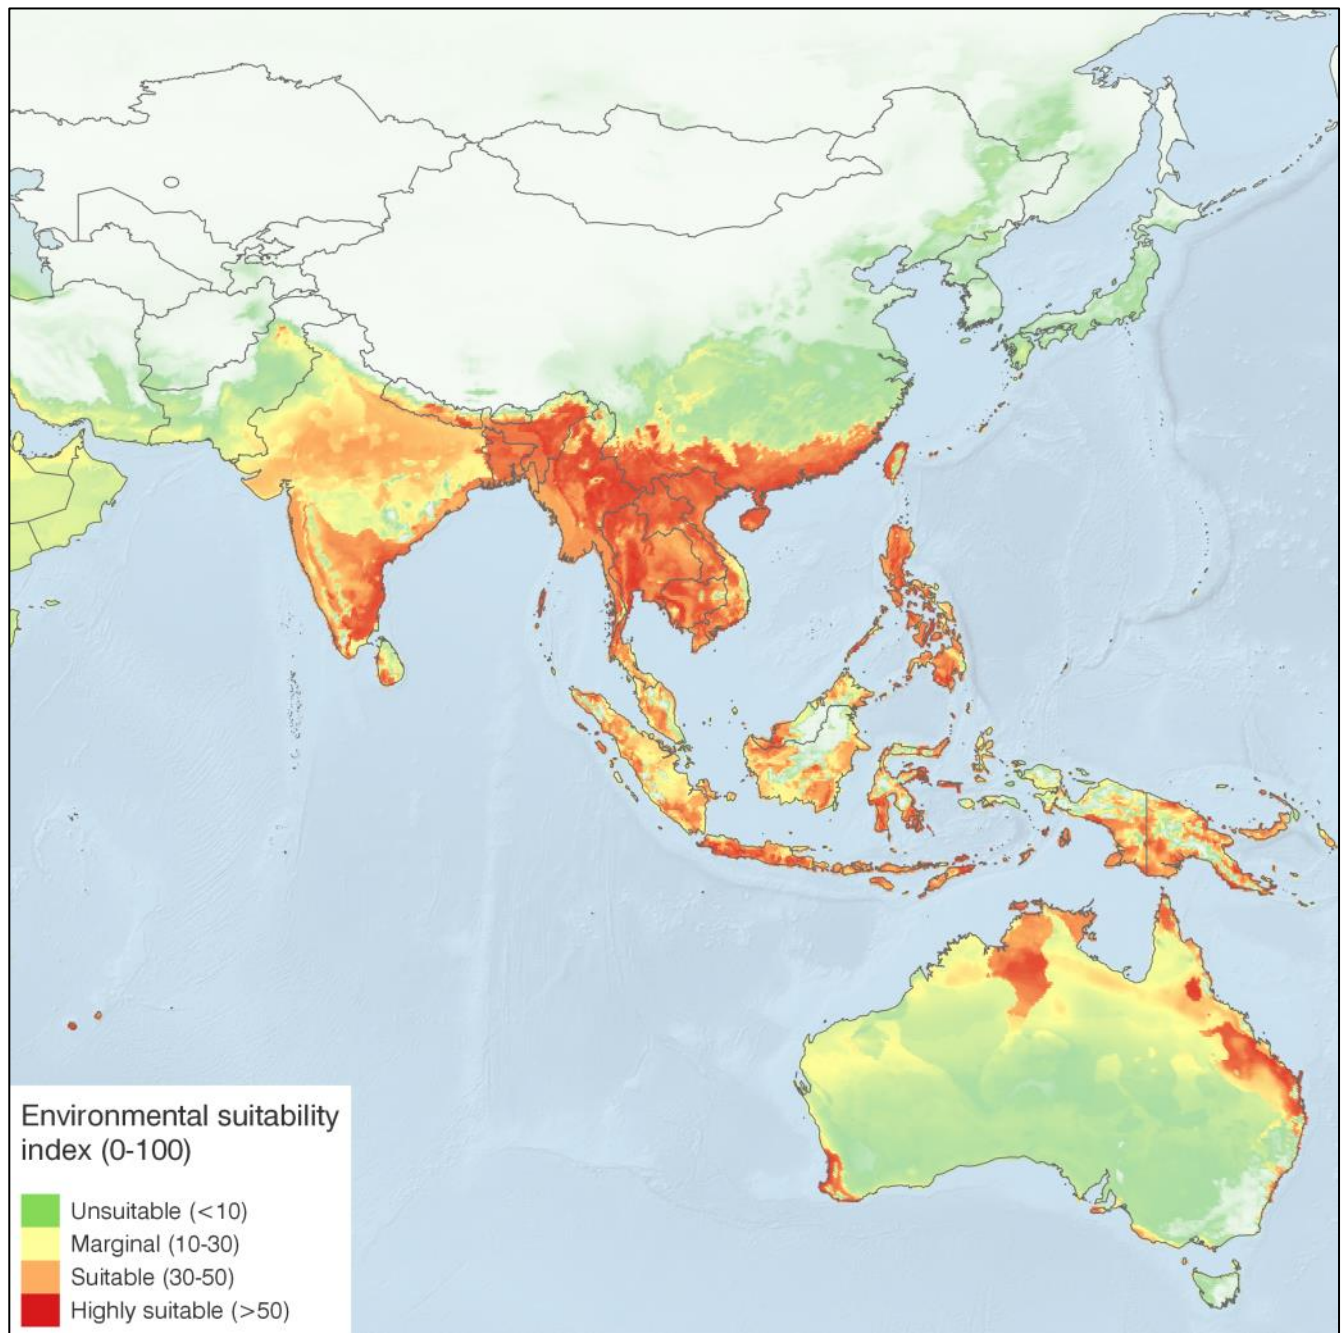 Environmental suitability
index (0-100)
Unsuitable (<10)
Marginal (10-30)
Suitable (30-50)
Highly suitable (>50)